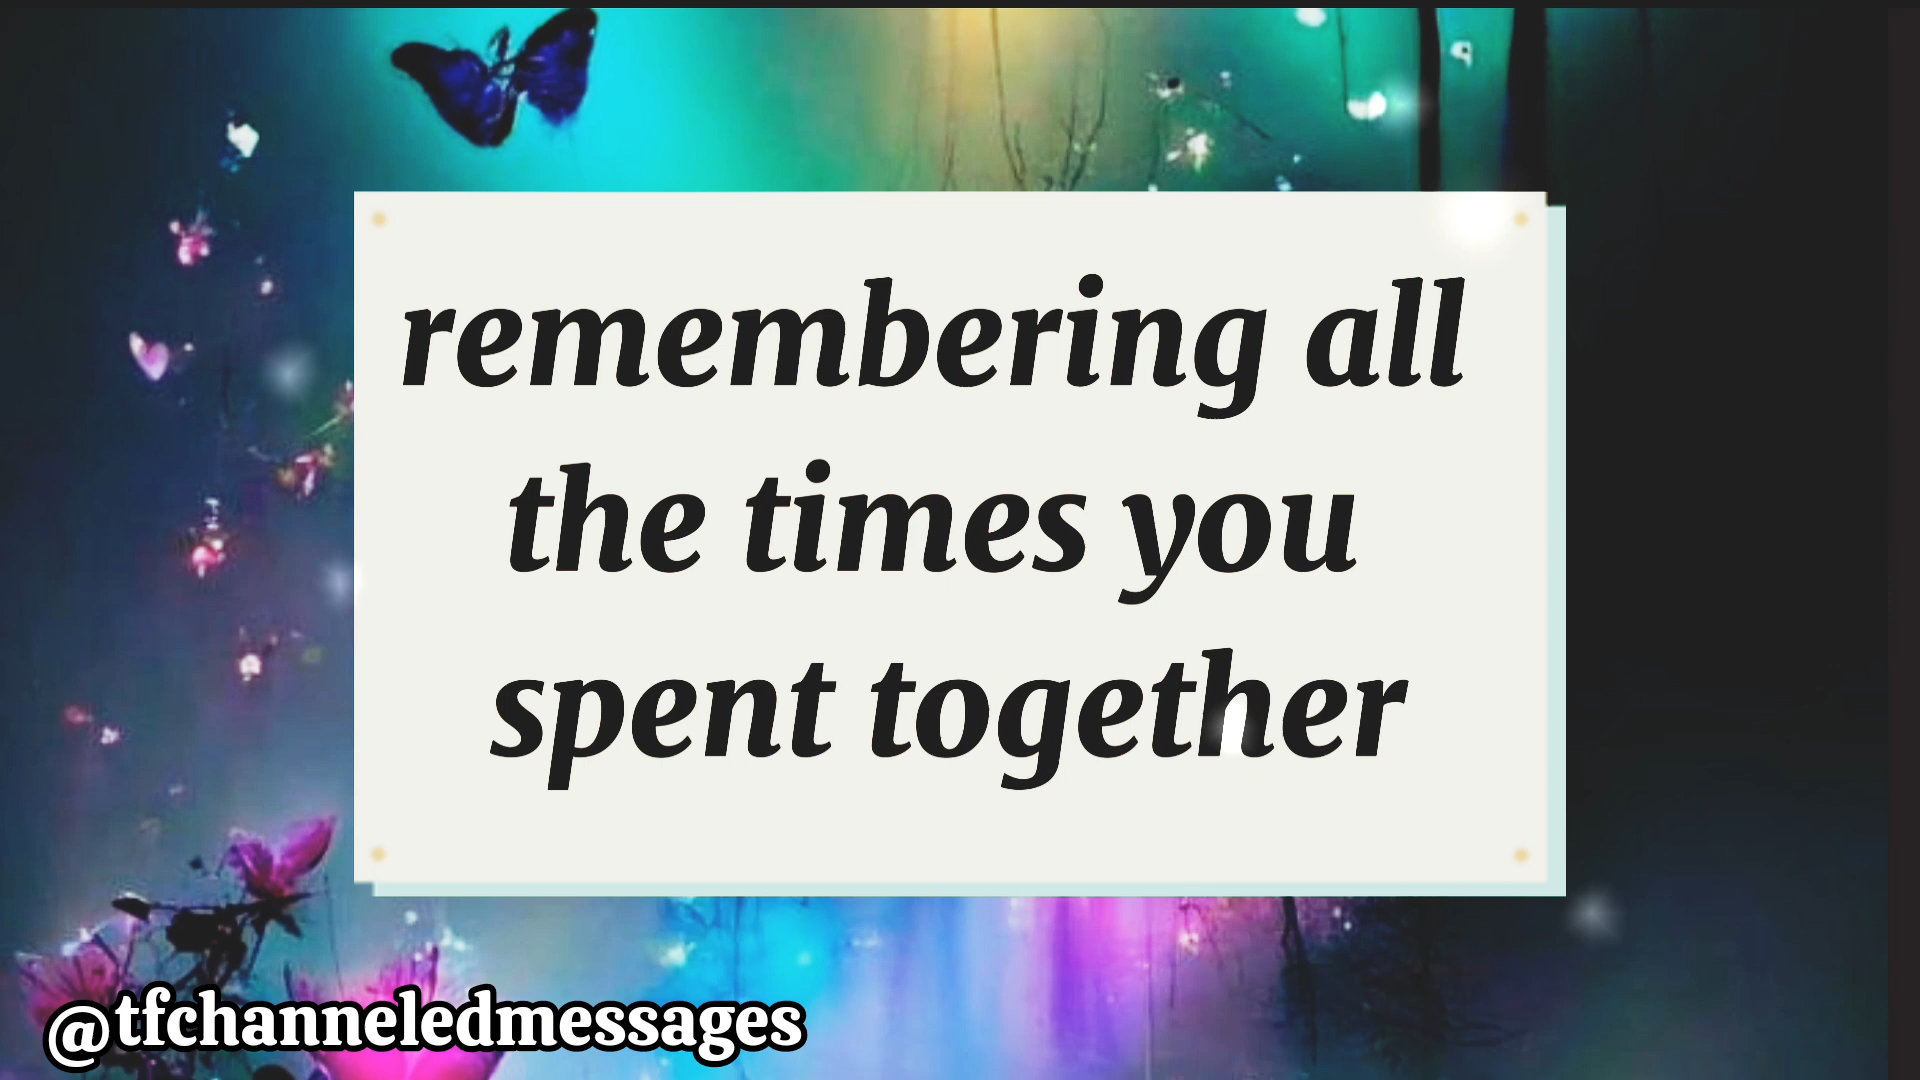 remembering all
the times you
spent together
@tfchanneledmessages